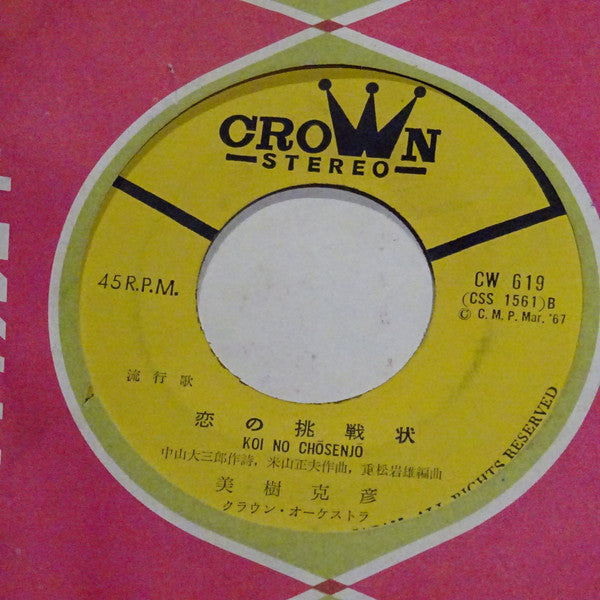 CROWN
STEREO
45 R.P.M.
CW 619
(CSS 1561) B
© C. M. P. Mar. '67
流行歌
恋の挑戦状
KOI NO CHŌSENJO
中山大三郎作詩, 米山正夫作曲, 重松岩雄編曲
美樹克彦
クラウン・オーケストラ
ALL RIGHTS RESERVED